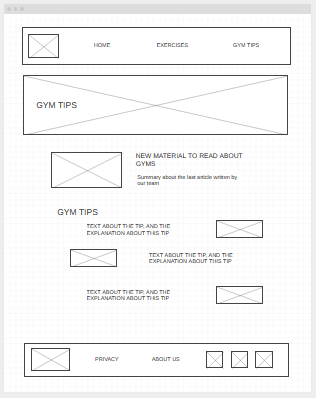 HOME EXERCISES GYM TIPS
GYM TIPS
NEW MATERIAL TO READ ABOUT
GYMS
Summary about the last article written by
our team
GYM TIPS
TEXT ABOUT THE TIP, AND THE
EXPLANATION ABOUT THIS TIP
TEXT ABOUT THE TIP, AND THE
EXPLANATION ABOUT THIS TIP
TEXT ABOUT THE TIP, AND THE
EXPLANATION ABOUT THIS TIP
PRIVACY ABOUT US